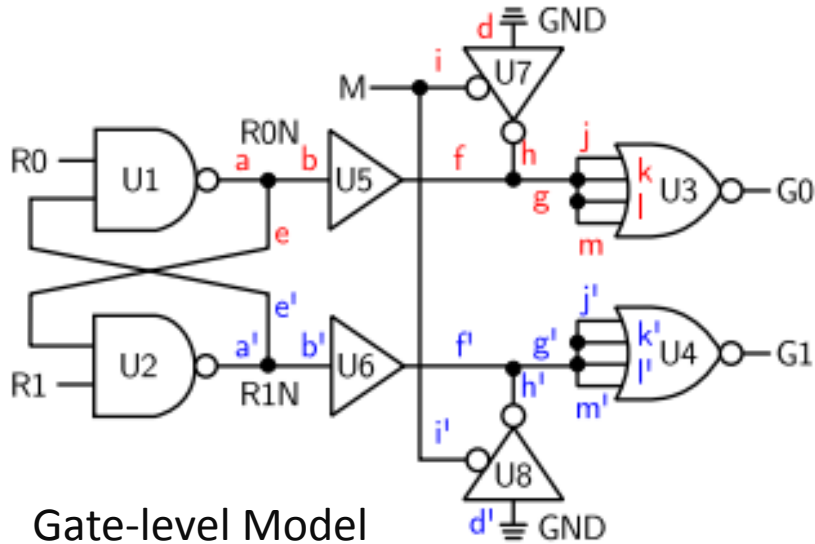 d GND
i U7
M
R0N j
R0 U1 a b U5 f h k U3 G0
g l
e m
e' j'
U2 a' b' U6 f' g' k' U4 G1
R1 R1N h' l'
m'
i'
U8
Gate-level Model d' GND